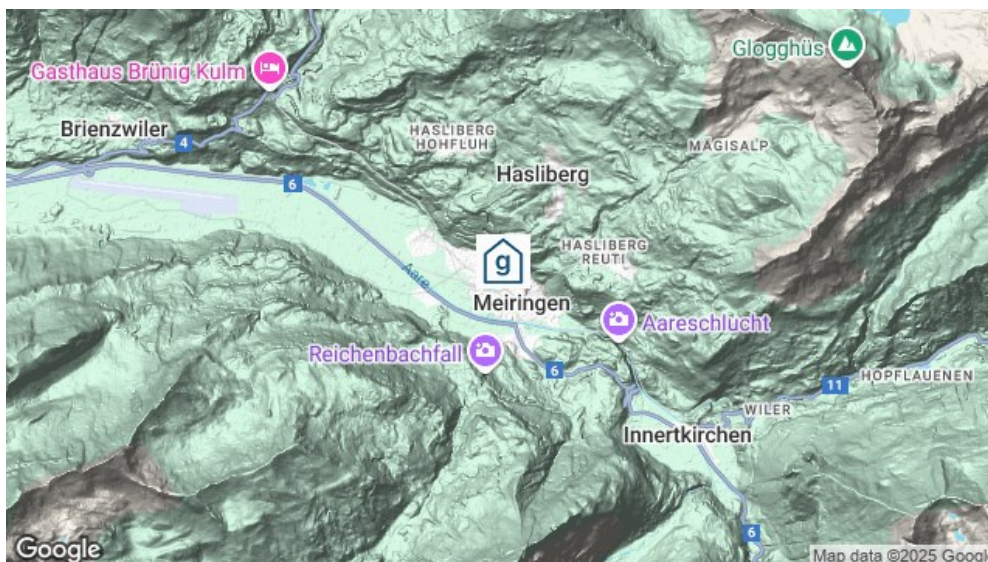 Glogghüs
Gasthaus Brünig Kulm
Brienzwiler
4
HASLIBERG
HOHFLUH
MÄGISALP
Hasliberg
6
HASLIBERG
REUTI
g
Aare
Meiringen
Aareschlucht
Reichenbachfall
6
11
HOPFLAUENEN
WILER
Innertkirchen
6
Google
Map data ©2025 Google